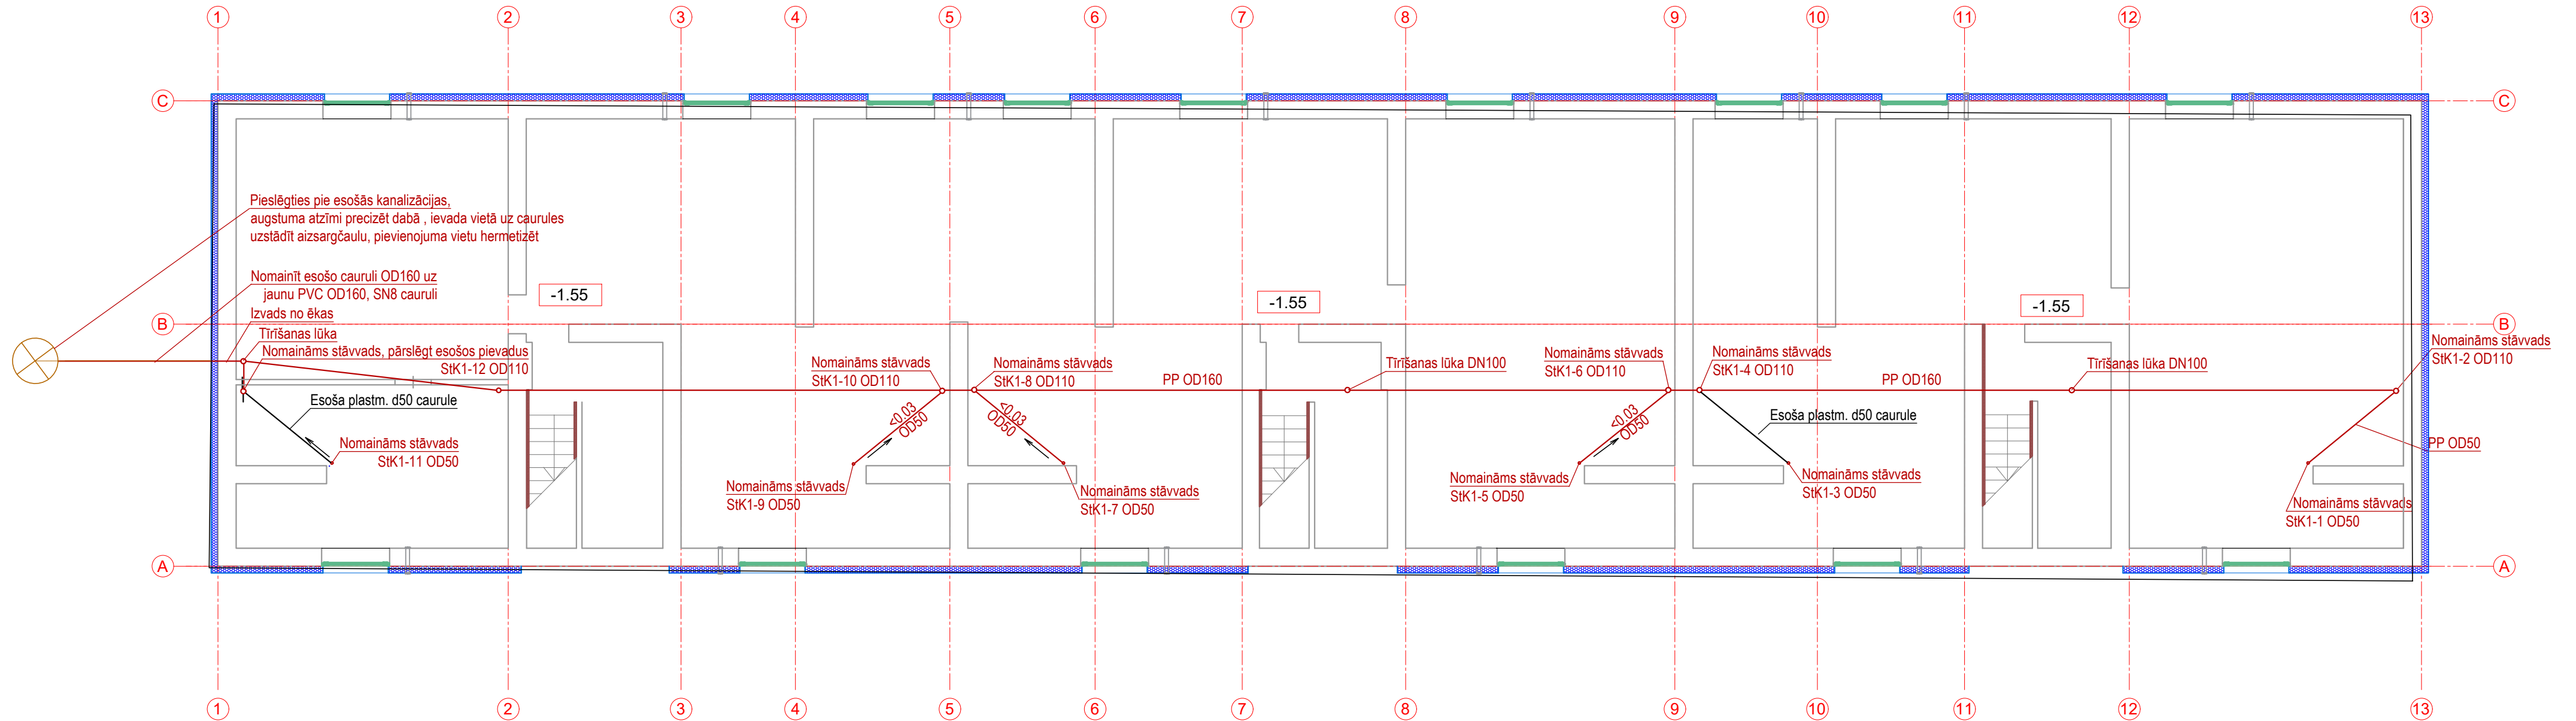 1 2 3 4 5 6 7 8 9 10 11 12 13
C C
Pieslēgties pie esošās kanalizācijas,
augstuma atzīmi precizēt dabā , ievada vietā uz caurules
uzstādīt aizsargčaulu, pievienojuma vietu hermetizēt
Nomainīt esošo cauruli OD160 uz
jaunu PVC OD160, SN8 cauruli
-1.55
-1.55
-1.55
Izvads no ēkas
B B
Tīrīšanas lūka
Nomaināms stāvvads, pārslēgt esošos pievadus
StK1-12 OD110
Nomaināms stāvvads
StK1-10 OD110
Nomaināms stāvvads
StK1-8 OD110
PP OD160
Tīrīšanas lūka DN100
Nomaināms stāvvads
StK1-6 OD110
Nomaināms stāvvads
StK1-4 OD110
PP OD160
Tīrīšanas lūka DN100
Nomaināms stāvvads
StK1-2 OD110
Esoša plastm. d50 caurule
<0.03
OD50
<0.03
OD50
<0.03
OD50
Esoša plastm. d50 caurule
PP OD50
Nomaināms stāvvads
StK1-11 OD50
Nomaināms stāvvads
StK1-9 OD50
Nomaināms stāvvads
StK1-7 OD50
Nomaināms stāvvads
StK1-5 OD50
Nomaināms stāvvads
StK1-3 OD50
Nomaināms stāvvads
StK1-1 OD50
A A
1 2 3 4 5 6 7 8 9 10 11 12 13